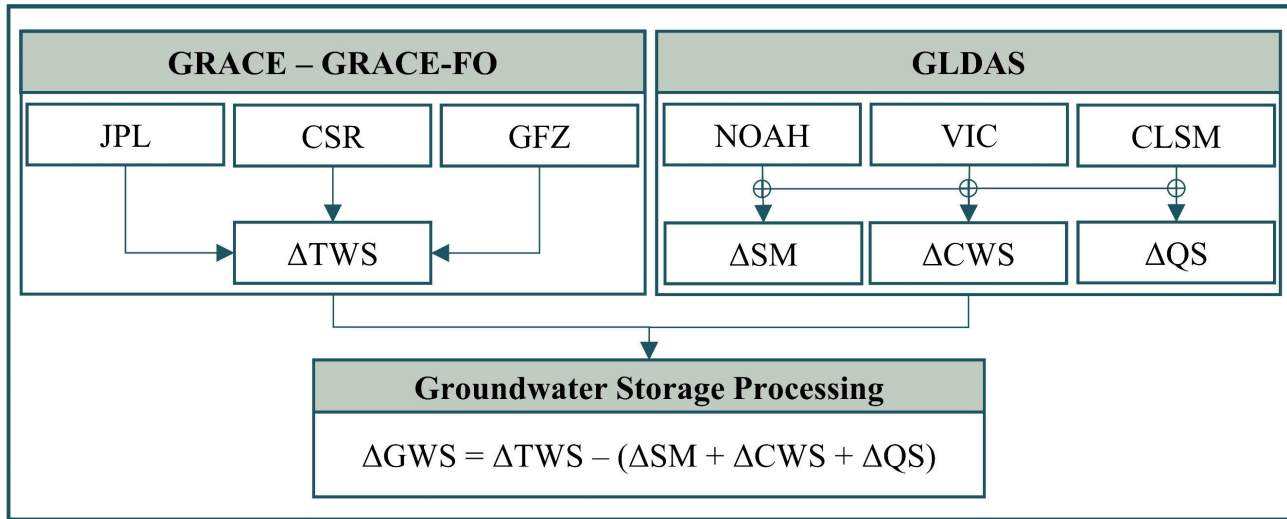 GRACE – GRACE-FO
GLDAS
JPL
CSR
GFZ
NOAH
VIC
CLSM
ΔTWS
ΔSM
ΔCWS
ΔQS
Groundwater Storage Processing
ΔGWS = ΔTWS – (ΔSM + ΔCWS + ΔQS)